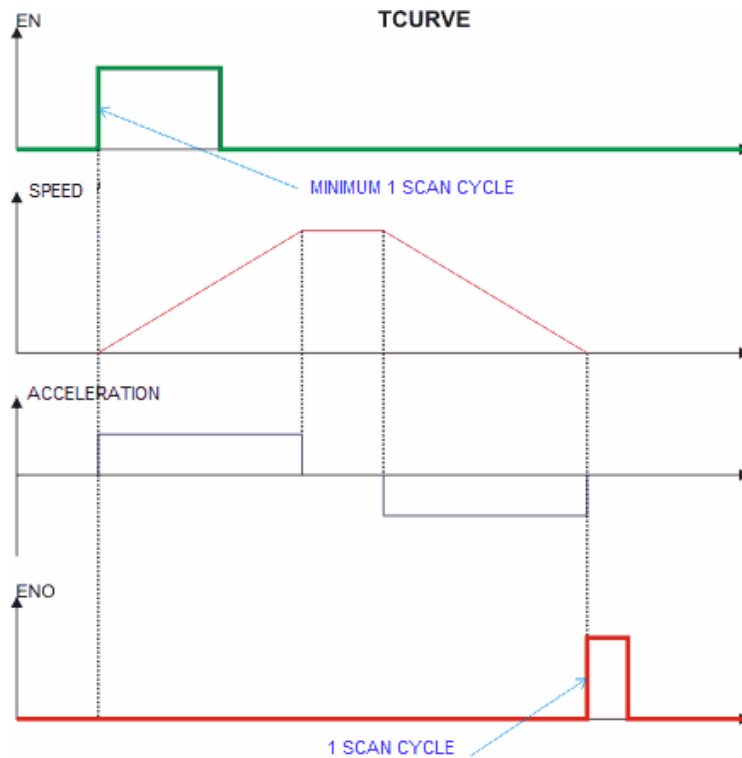 EN
TCURVE
MINIMUM 1 SCAN CYCLE
SPEED
ACCELERATION
ENO
1 SCAN CYCLE